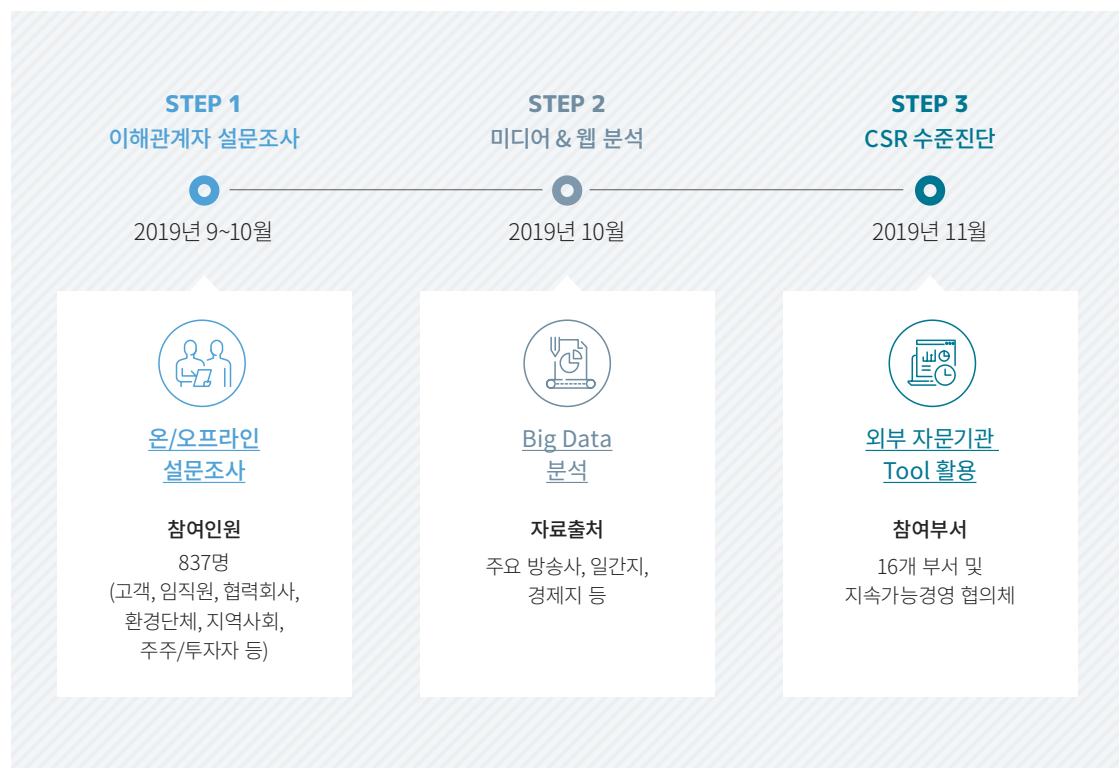 STEP 1
이해관계자 설문조사
2019년 9~10월
온/오프라인
설문조사
참여인원
837명
(고객, 임직원, 협력회사,
환경단체, 지역사회,
주주/투자자 등)
STEP 2
미디어 & 웹 분석
2019년 10월
Big Data
분석
자료출처
주요 방송사, 일간지,
경제지 등
STEP 3
CSR 수준진단
2019년 11월
외부 자문기관
Tool 활용
참여부서
16개 부서 및
지속가능경영 협의체